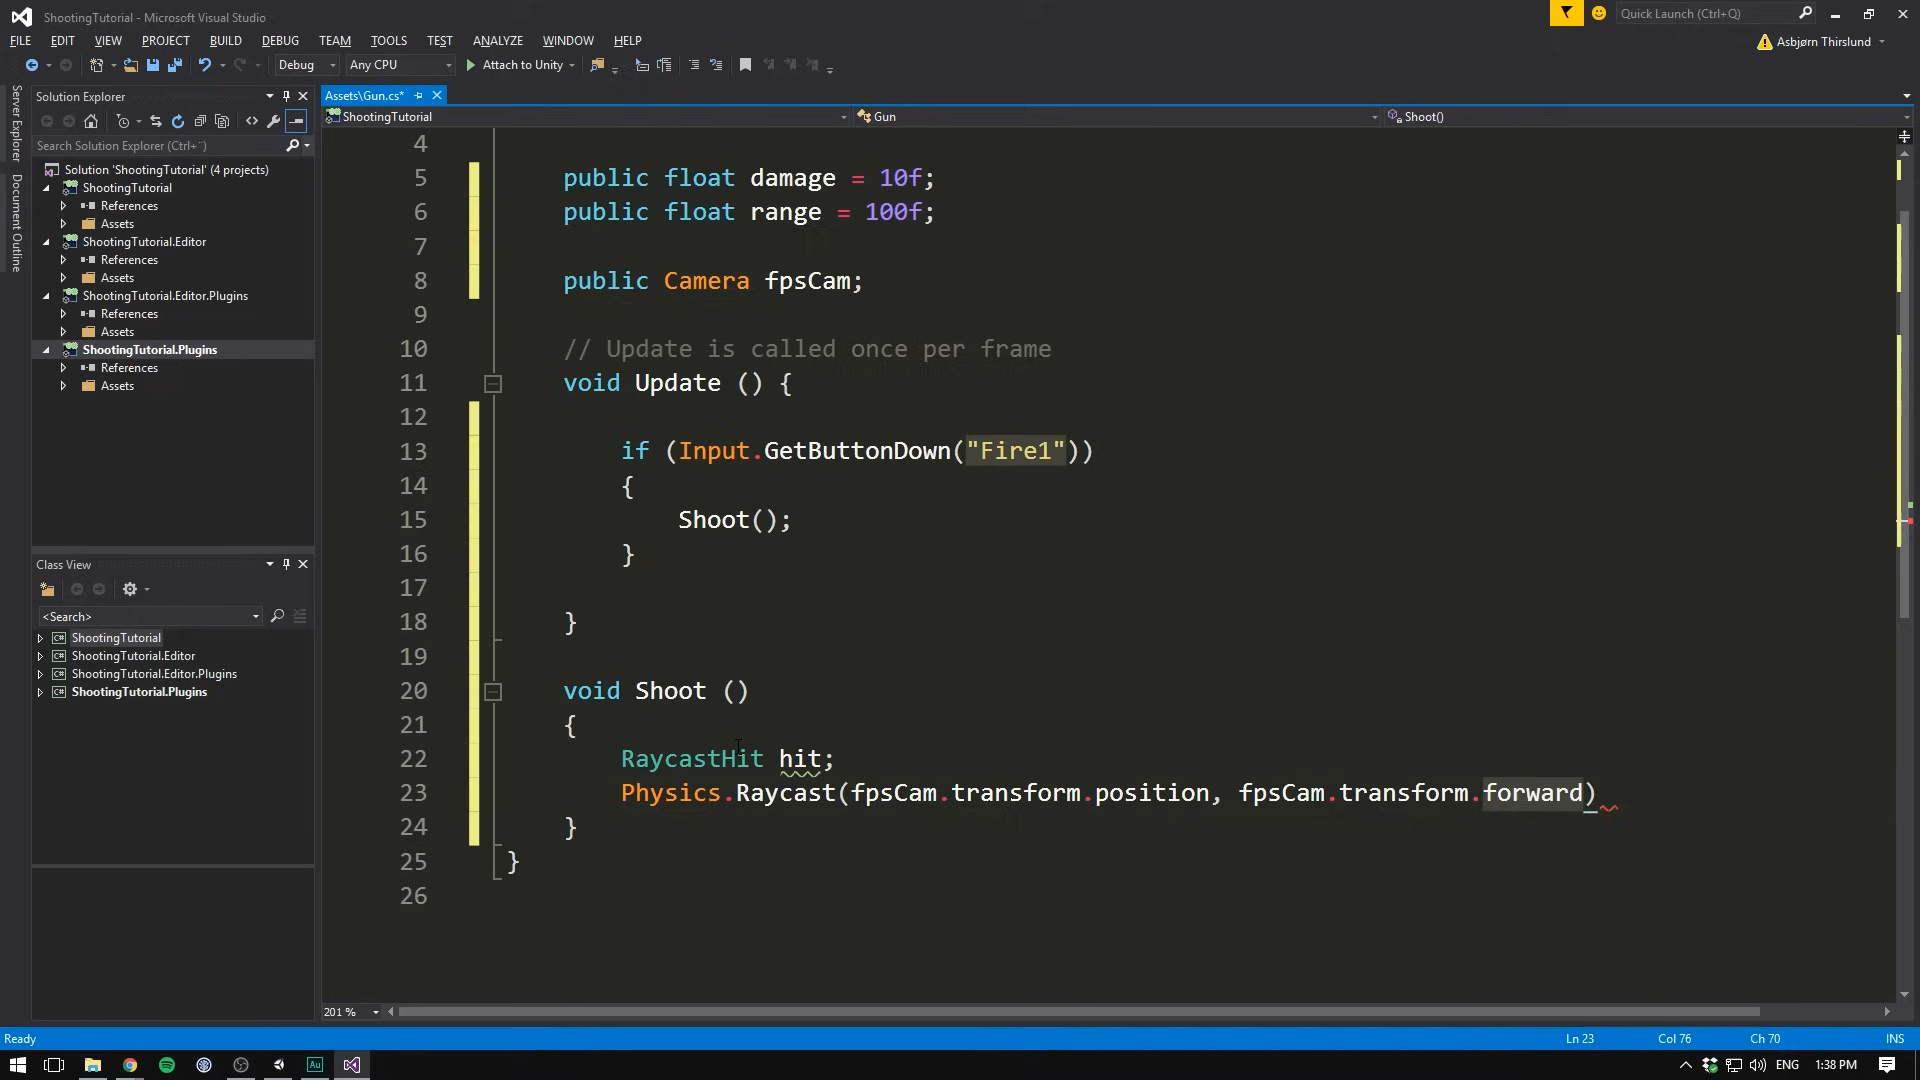 ShootingTutorial - Microsoft Visual Studio
Quick Launch (Ctrl+Q)
FILE EDIT VIEW PROJECT BUILD DEBUG TEAM TOOLS TEST ANALYZE WINDOW HELP
Asbjørn Thirslund
Debug Any CPU Attach to Unity
Server Explorer
Document Outline
Solution Explorer
Search Solution Explorer (Ctrl+¨)
Solution 'ShootingTutorial' (4 projects)
ShootingTutorial
References
Assets
ShootingTutorial.Editor
References
Assets
ShootingTutorial.Editor.Plugins
References
Assets
ShootingTutorial.Plugins
References
Assets
Class View
<Search>
ShootingTutorial
ShootingTutorial.Editor
ShootingTutorial.Editor.Plugins
ShootingTutorial.Plugins
Assets\Gun.cs*
ShootingTutorial Gun Shoot()
4
5 public float damage = 10f;
6 public float range = 100f;
7
8 public Camera fpsCam;
9
10 // Update is called once per frame
11 void Update () {
12
13 if (Input.GetButtonDown("Fire1"))
14 {
15 Shoot();
16 }
17
18 }
19
20 void Shoot ()
21 {
22 RaycastHit hit;
23 Physics.Raycast(fpsCam.transform.position, fpsCam.transform.forward)
24 }
25 }
26
201 %
Ready Ln 23 Col 76 Ch 70 INS
Au ENG 1:38 PM